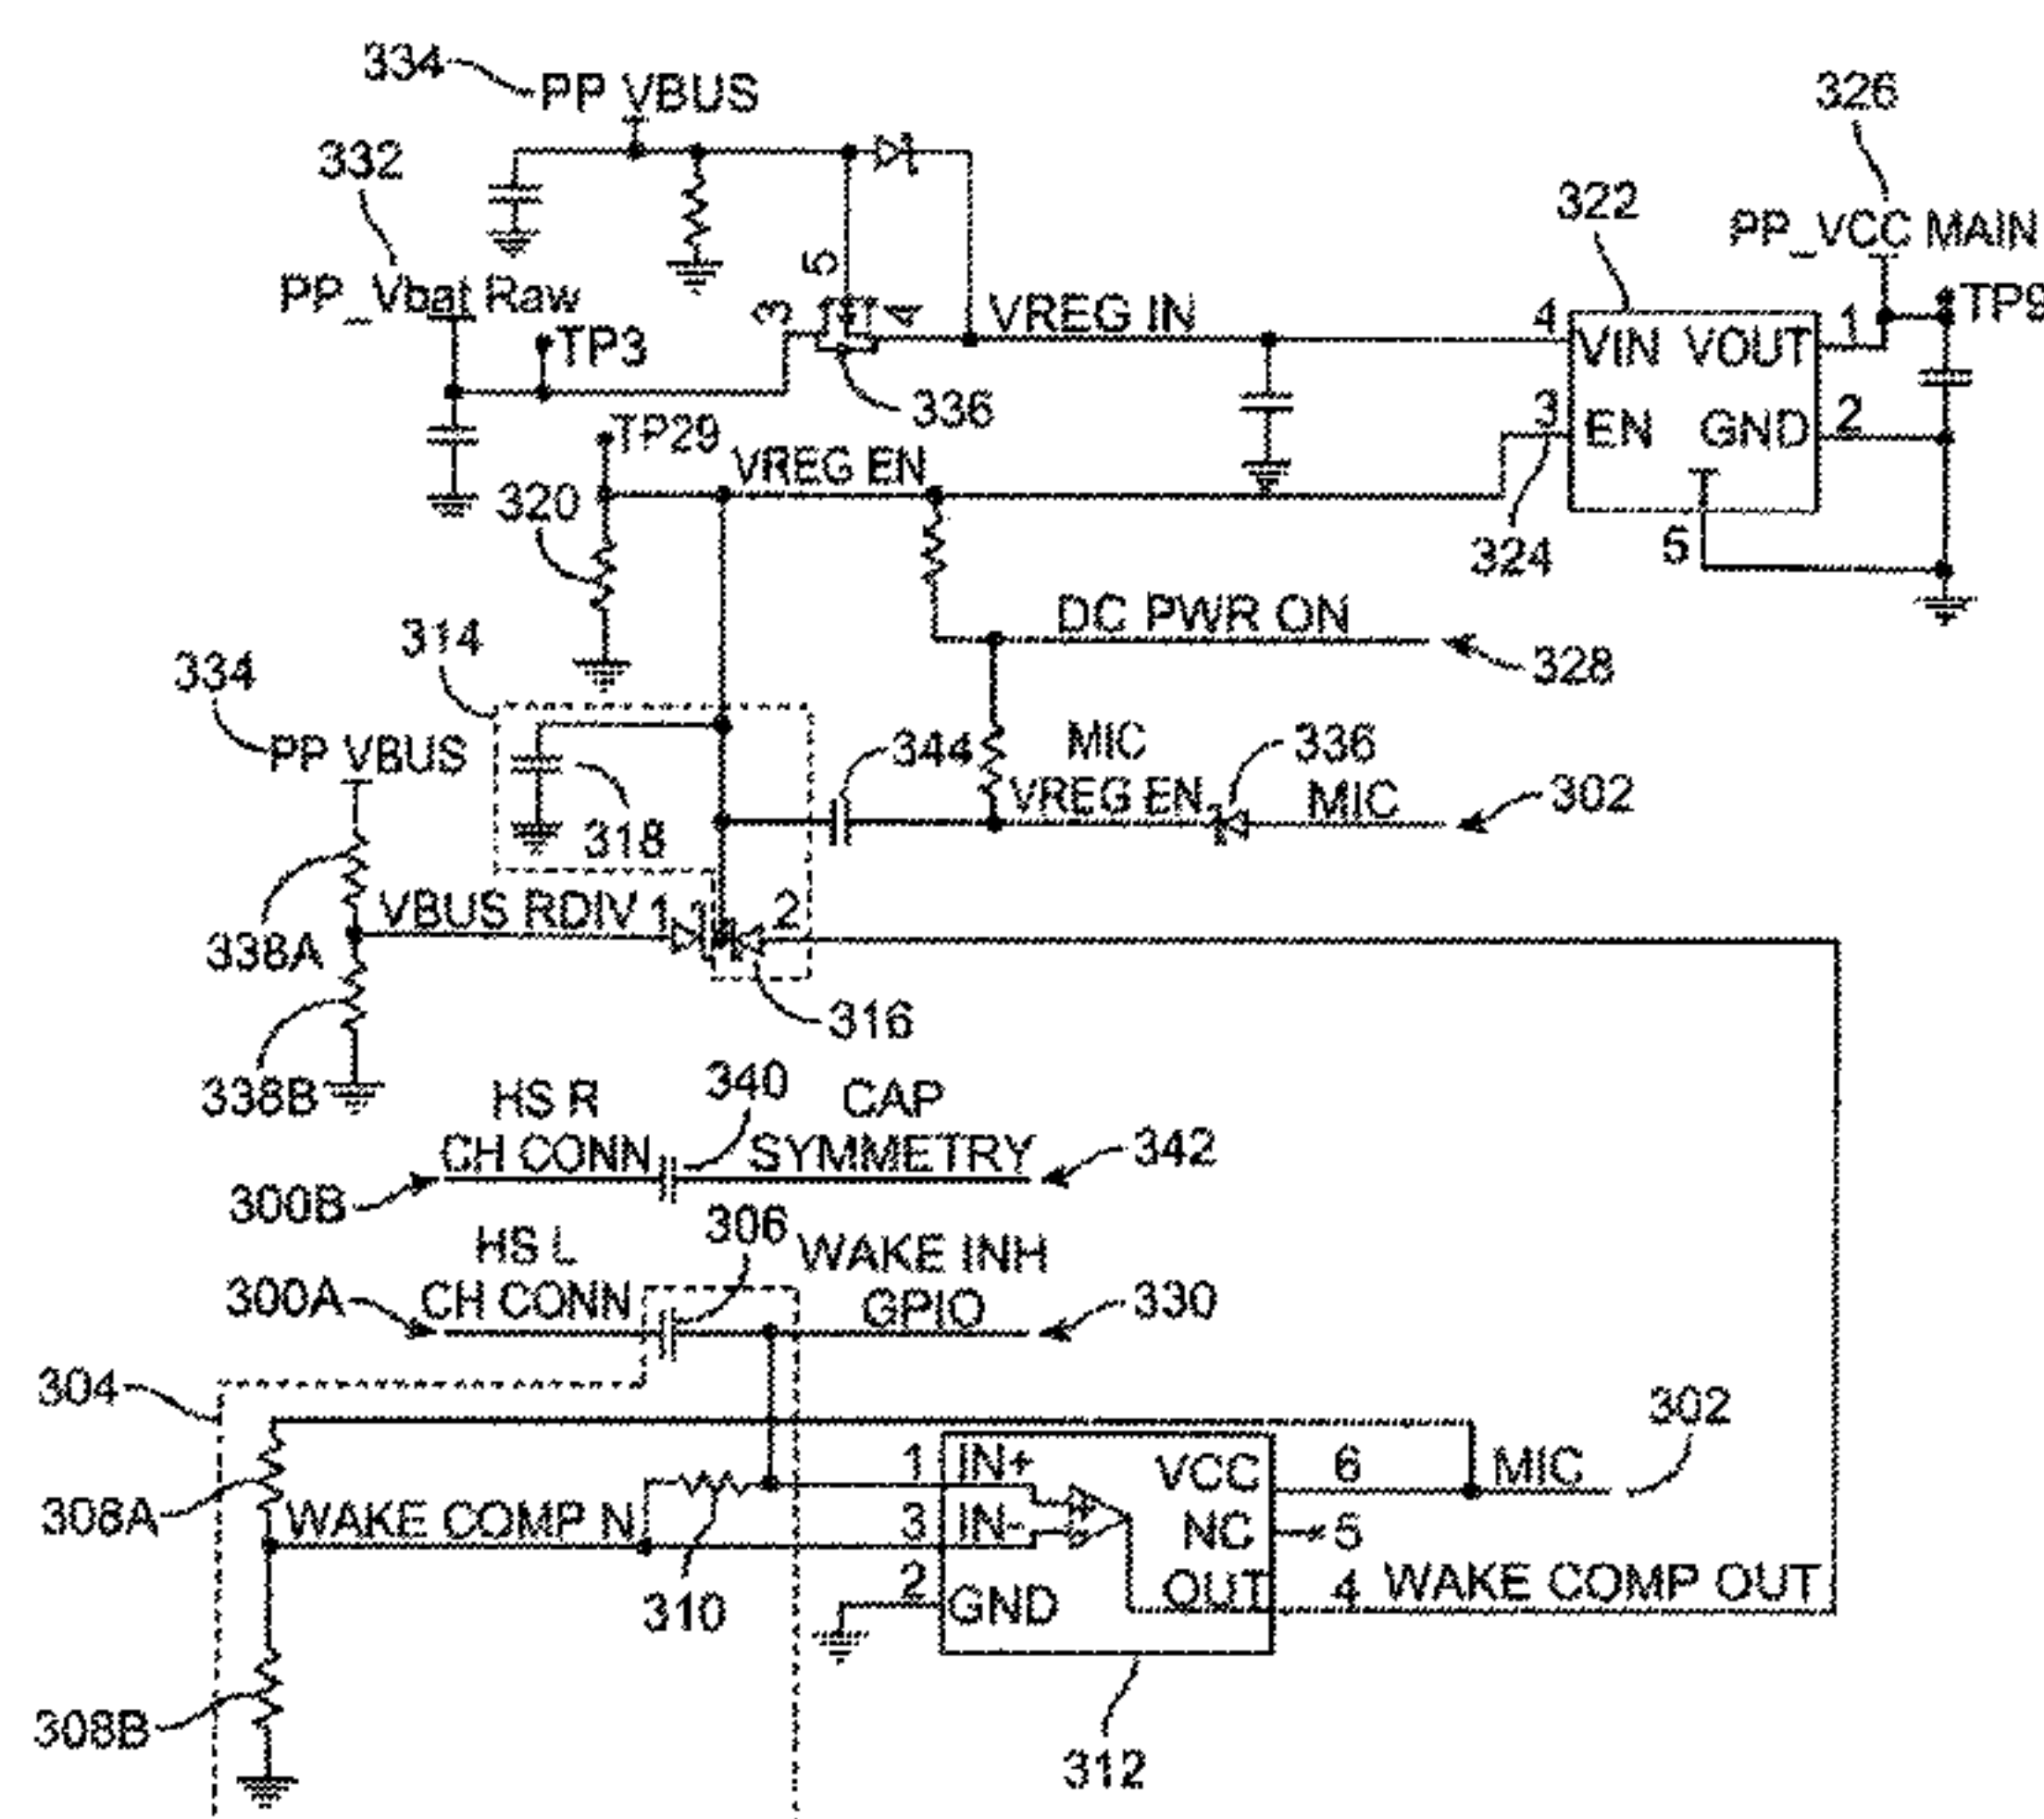 334
PP VBUS
332
PP_Vbat Raw
TP3
5
3
4
336
VREG IN
322
326
PP_VCC MAIN
TP9
4
VIN
VOUT
1
3
EN
GND
2
324
5
TP29
VREG EN
320
DC PWR ON
328
314
334
PP VBUS
318
344
MIC
VREG EN
336
MIC
302
338A
VBUS RDIV
1
2
316
338B
HS R
CH CONN
340
CAP
SYMMETRY
342
300B
HS L
CH CONN
306
WAKE INH
GPIO
330
300A
304
302
1
IN+
VCC
6
MIC
308A
WAKE COMP N
3
IN-
NC
5
2
GND
OUT
4
WAKE COMP OUT
310
308B
312